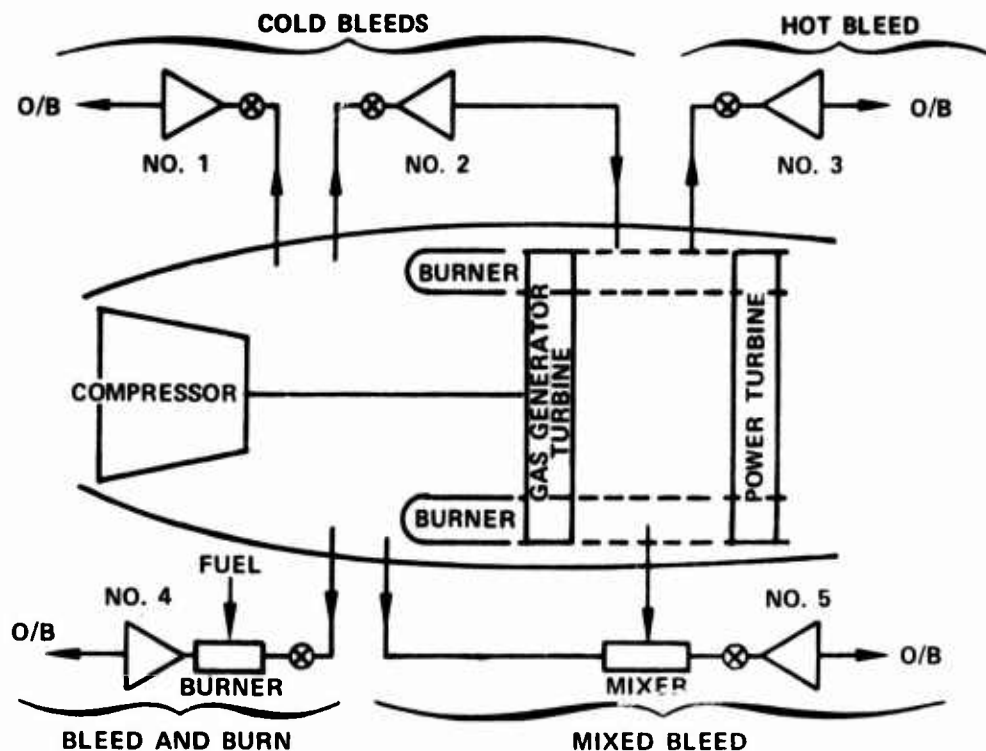 COLD BLEEDS
HOT BLEED
O/B
O/B
NO. 1
NO. 2
NO. 3
BURNER
COMPRESSOR
GAS GENERATOR
TURBINE
POWER TURBINE
BURNER
FUEL
NO. 4
NO. 5
O/B
O/B
BURNER
MIXER
BLEED AND BURN
MIXED BLEED